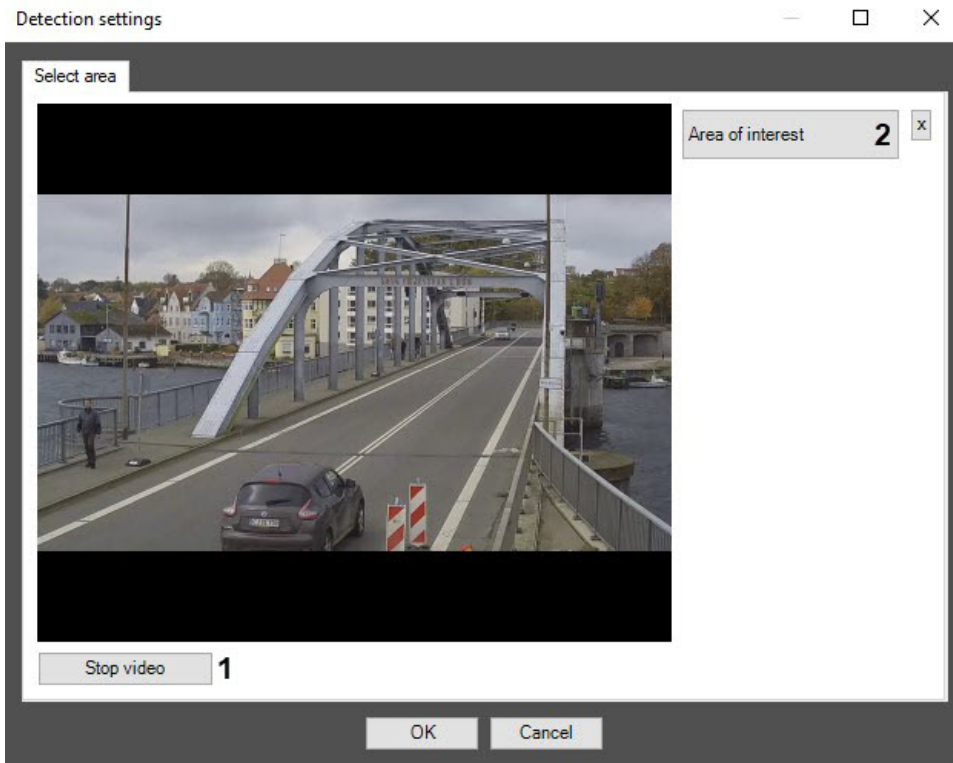 Detection settings
Select area
Area of interest 2
x
Stop video 1
OK
Cancel